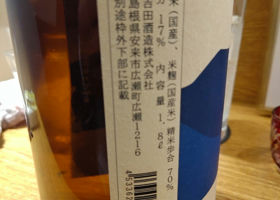 米（国産）、米麹（国産米）精米歩合 70%
17% 内容量 1.8ℓ
吉田酒造株式会社
島根県安来市広瀬町広瀬1216
別途枠外下部に記載